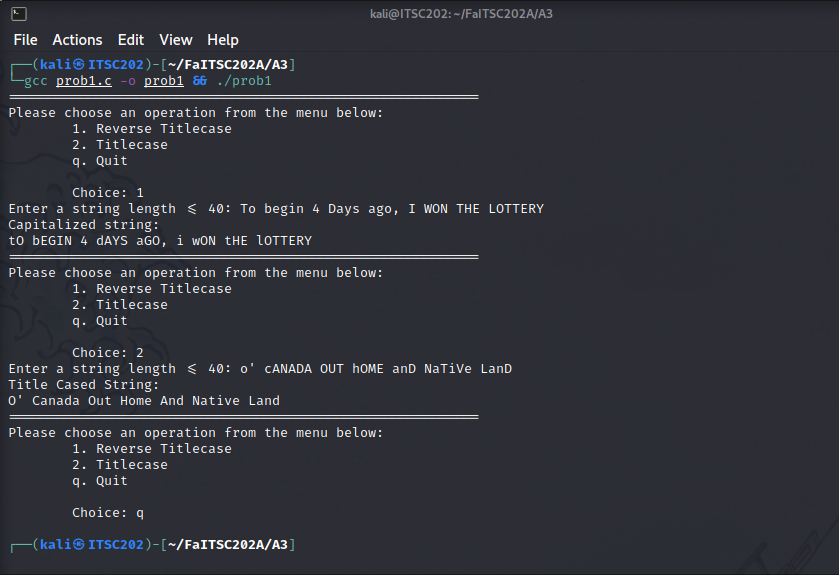 kali@ITSC202: ~/FaITSC202A/A3
File Actions Edit View Help
┌──(kali㉿ITSC202)-[~/FaITSC202A/A3]
└─gcc prob1.c -o prob1 && ./prob1
===========================================================
Please choose an operation from the menu below:
1. Reverse Titlecase
2. Titlecase
q. Quit
Choice: 1
Enter a string length <= 40: To begin 4 Days ago, I WON THE LOTTERY
Capitalized string:
tO bEGIN 4 dAYS aGO, i wON tHE lOTTERY
===========================================================
Please choose an operation from the menu below:
1. Reverse Titlecase
2. Titlecase
q. Quit
Choice: 2
Enter a string length <= 40: o' cANADA OUT hOME anD NaTiVe LanD
Title Cased String:
O' Canada Out Home And Native Land
===========================================================
Please choose an operation from the menu below:
1. Reverse Titlecase
2. Titlecase
q. Quit
Choice: q
┌──(kali㉿ITSC202)-[~/FaITSC202A/A3]